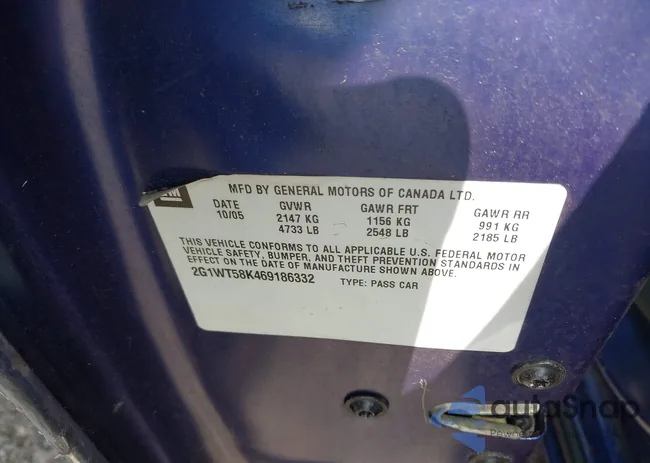 GM
MFD BY GENERAL MOTORS OF CANADA LTD.
DATE GVWR GAWR FRT GAWR RR
10/05 2147 KG 1156 KG 991 KG
4733 LB 2548 LB 2185 LB
THIS VEHICLE CONFORMS TO ALL APPLICABLE U.S. FEDERAL MOTOR
VEHICLE SAFETY, BUMPER, AND THEFT PREVENTION STANDARDS IN
EFFECT ON THE DATE OF MANUFACTURE SHOWN ABOVE.
2G1WT58K469186332 TYPE: PASS CAR
autoSnap